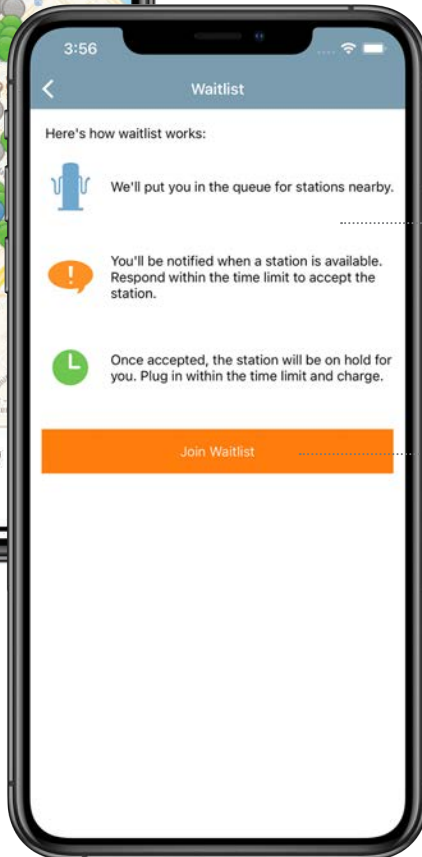 3:56
Waitlist
Here's how waitlist works:
We'll put you in the queue for stations nearby.
You'll be notified when a station is available.
Respond within the time limit to accept the
station.
Once accepted, the station will be on hold for
you. Plug in within the time limit and charge.
Join Waitlist